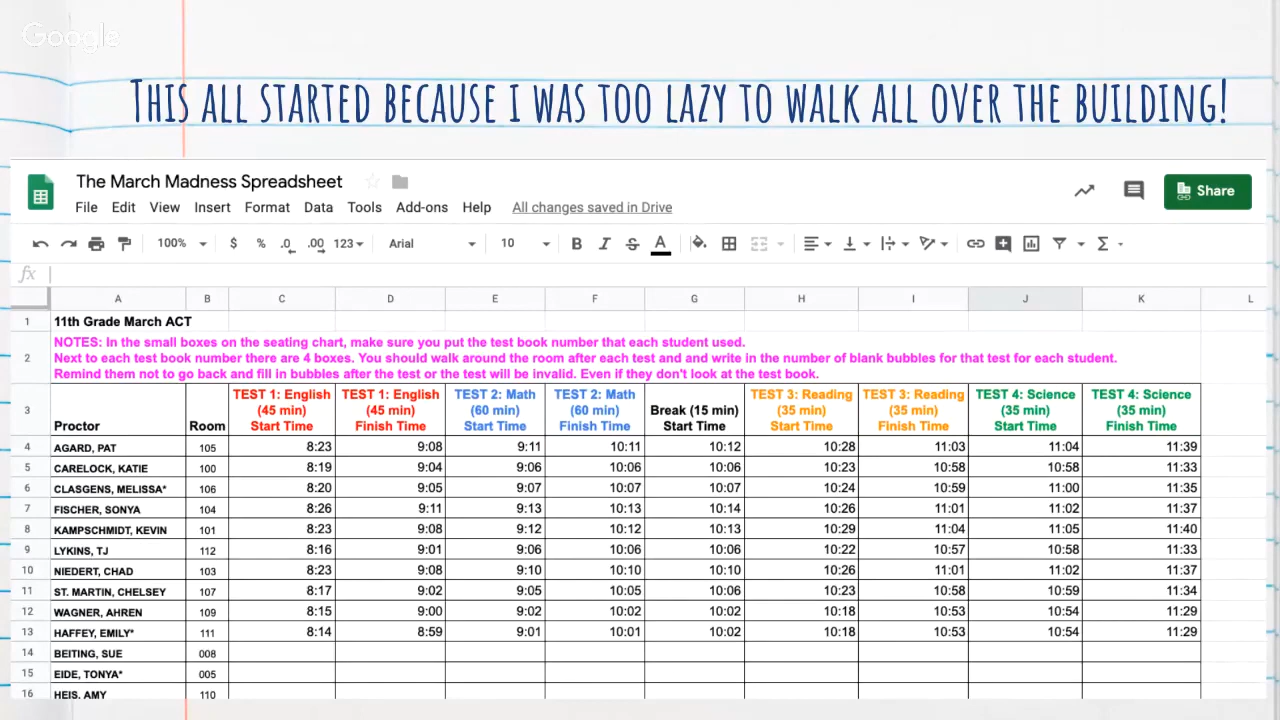 Google
This all started because I was too lazy to walk all over the building!
The March Madness Spreadsheet
Share
File Edit View Insert Format Data Tools Add-ons Help All changes saved in Drive
100% $ % .0 .00 123 Arial 10 B I S A Σ
fx
A B C D E F G H I J K L
1 11th Grade March ACT
NOTES: In the small boxes on the seating chart, make sure you put the test book number that each student used.
2 Next to each test book number there are 4 boxes. You should walk around the room after each test and and write in the number of blank bubbles for that test for each student.
Remind them not to go back and fill in bubbles after the test or the test will be invalid. Even if they don't look at the test book.
TEST 1: English TEST 1: English TEST 2: Math TEST 2: Math TEST 3: Reading TEST 3: Reading TEST 4: Science TEST 4: Science
3 (45 min) (45 min) (60 min) (60 min) Break (15 min) (35 min) (35 min) (35 min) (35 min)
Proctor Room Start Time Finish Time Start Time Finish Time Start Time Start Time Finish Time Start Time Finish Time
4 AGARD, PAT 105 8:23 9:08 9:11 10:11 10:12 10:28 11:03 11:04 11:39
5 CARELOCK, KATIE 100 8:19 9:04 9:06 10:06 10:06 10:23 10:58 10:58 11:33
6 CLASGENS, MELISSA* 106 8:20 9:05 9:07 10:07 10:07 10:24 10:59 11:00 11:35
7 FISCHER, SONYA 104 8:26 9:11 9:13 10:13 10:14 10:26 11:01 11:02 11:37
8 KAMPSCHMIDT, KEVIN 101 8:23 9:08 9:12 10:12 10:13 10:29 11:04 11:05 11:40
9 LYKINS, TJ 112 8:16 9:01 9:06 10:06 10:06 10:22 10:57 10:58 11:33
10 NIEDERT, CHAD 103 8:23 9:08 9:10 10:10 10:10 10:26 11:01 11:02 11:37
11 ST. MARTIN, CHELSEY 107 8:17 9:02 9:05 10:05 10:06 10:23 10:58 10:59 11:34
12 WAGNER, AHREN 109 8:15 9:00 9:02 10:02 10:02 10:18 10:53 10:54 11:29
13 HAFFEY, EMILY* 111 8:14 8:59 9:01 10:01 10:02 10:18 10:53 10:54 11:29
14 BEITING, SUE 008
15 EIDE, TONYA* 005
16 HEIS, AMY 110